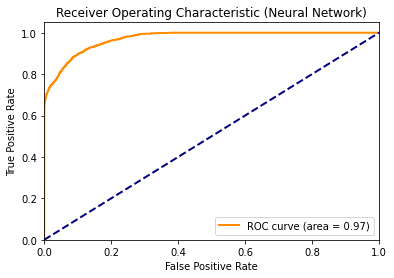 Receiver Operating Characteristic (Neural Network)
1.0
0.8
0.6
0.4
0.2
0.0
True Positive Rate
ROC curve (area = 0.97)
0.0 0.2 0.4 0.6 0.8 1.0
False Positive Rate